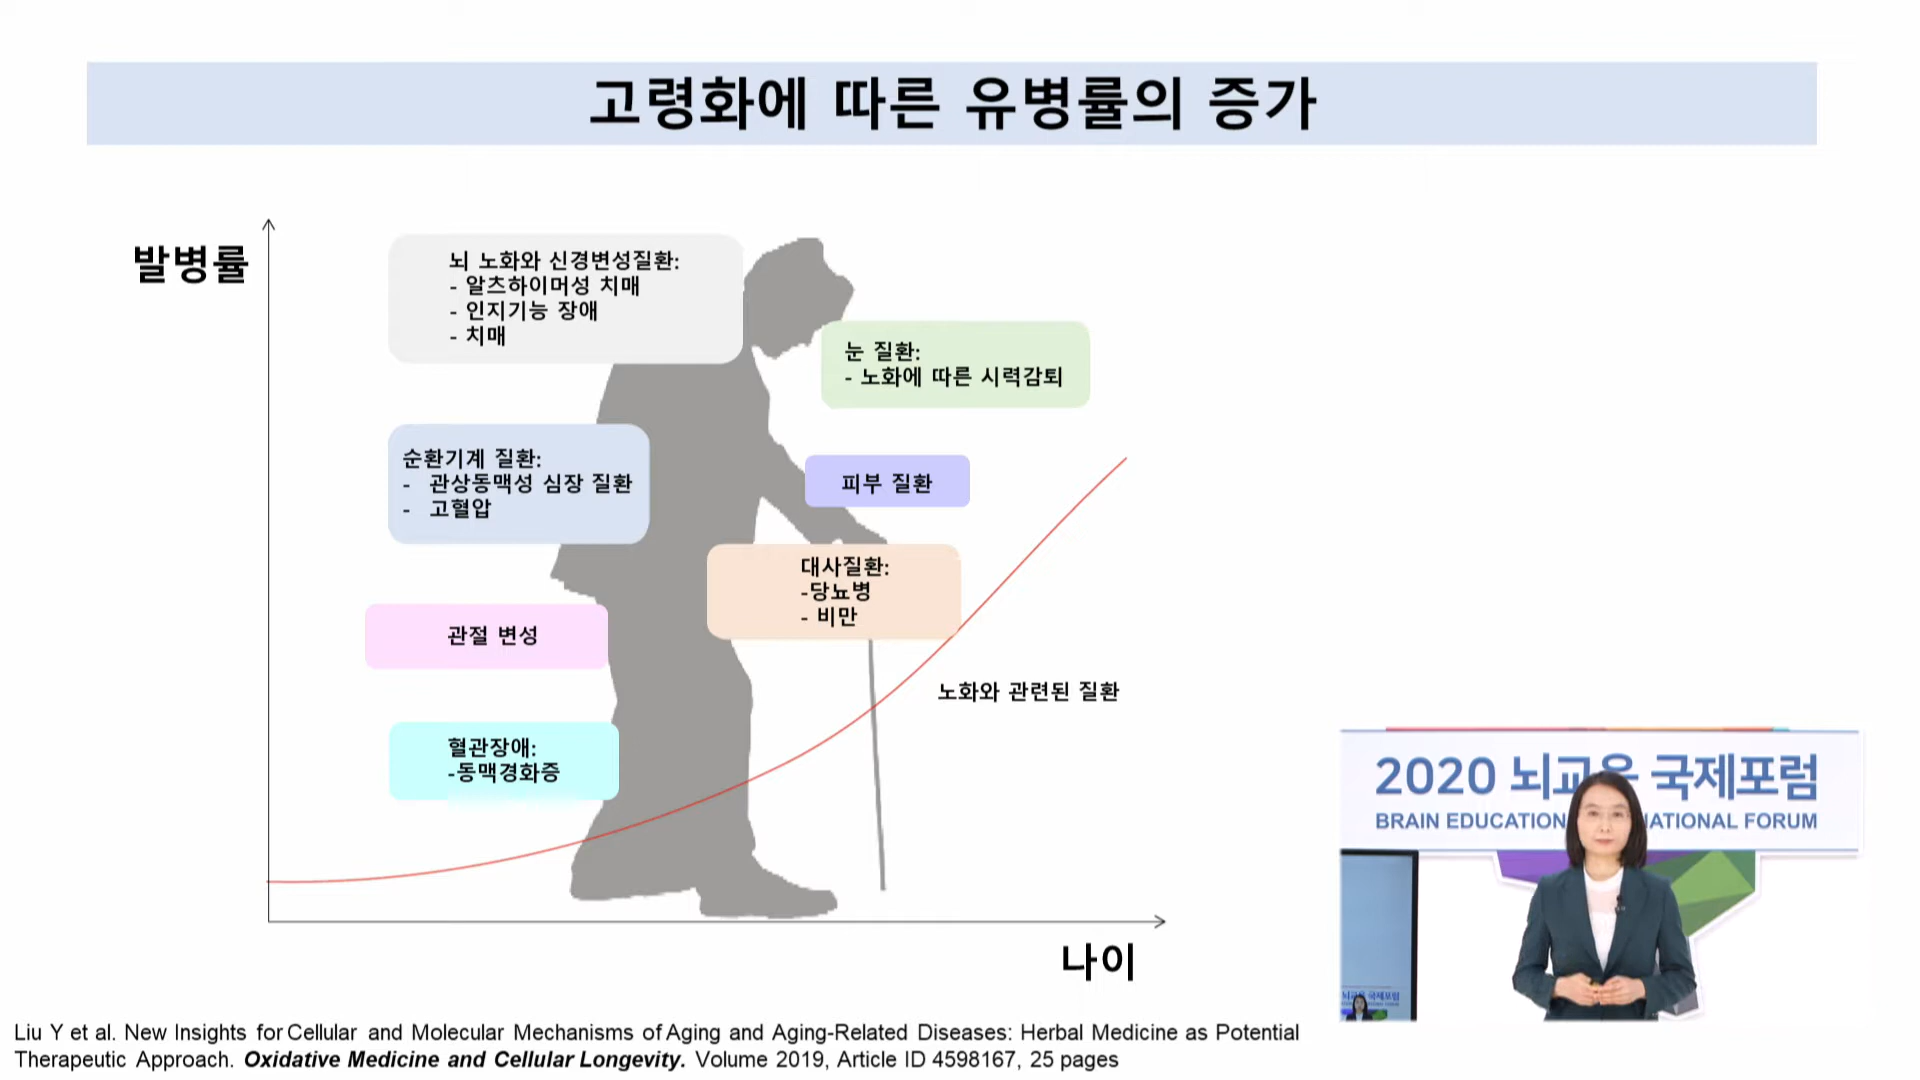 고령화에 따른 유병률의 증가
발병률
뇌 노화와 신경변성질환:
- 알츠하이머성 치매
- 인지기능 장애
- 치매
눈 질환:
- 노화에 따른 시력감퇴
순환기계 질환:
- 관상동맥성 심장 질환
- 고혈압
피부 질환
대사질환:
-당뇨병
- 비만
관절 변성
노화와 관련된 질환
혈관장애:
-동맥경화증
나이
2020 뇌교육 국제포럼
BRAIN EDUCATION NATIONAL FORUM
뇌교육 국제포럼
Liu Y et al. New Insights for Cellular and Molecular Mechanisms of Aging and Aging-Related Diseases: Herbal Medicine as Potential
Therapeutic Approach. Oxidative Medicine and Cellular Longevity. Volume 2019, Article ID 4598167, 25 pages